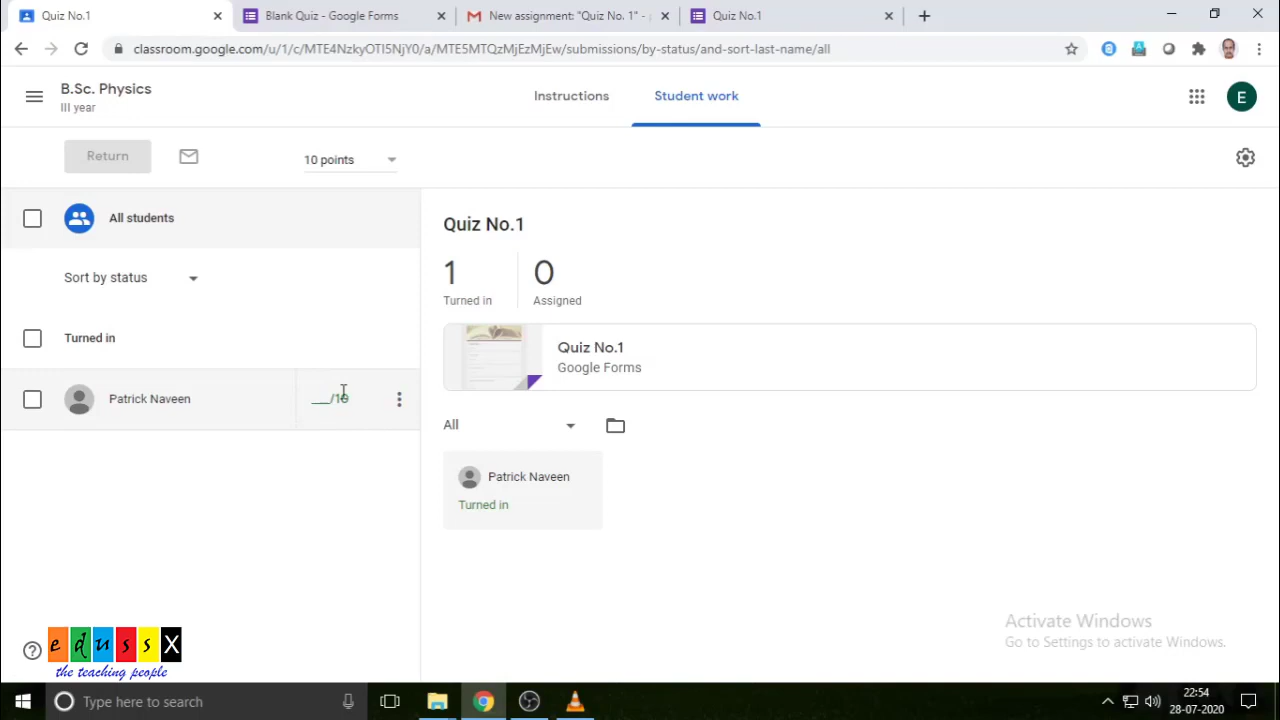 Quiz No.1
Blank Quiz - Google Forms
New assignment: "Quiz No. 1" -
Quiz No.1
classroom.google.com/u/1/c/MTE4NzkyOTI5NjY0/a/MTE5MTQzMjEzMjEw/submissions/by-status/and-sort-last-name/all
B.Sc. Physics
III year
Instructions
Student work
E
Return
10 points
All students
Sort by status
Turned in
Patrick Naveen
___/10
Quiz No.1
1
0
Turned in
Assigned
Quiz No.1
Google Forms
All
Patrick Naveen
Turned in
Activate Windows
Go to Settings to activate Windows.
edussX
the teaching people
Type here to search
22:54
28-07-2020